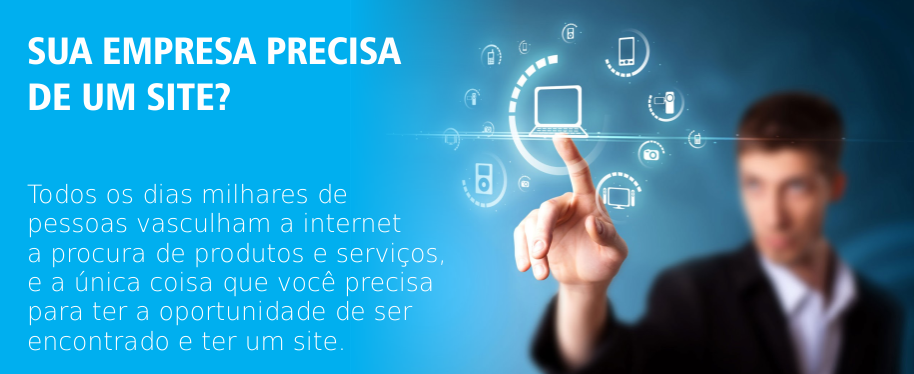 SUA EMPRESA PRECISA
DE UM SITE?
Todos os dias milhares de
pessoas vasculham a internet
a procura de produtos e serviços,
e a única coisa que você precisa
para ter a oportunidade de ser
encontrado e ter um site.